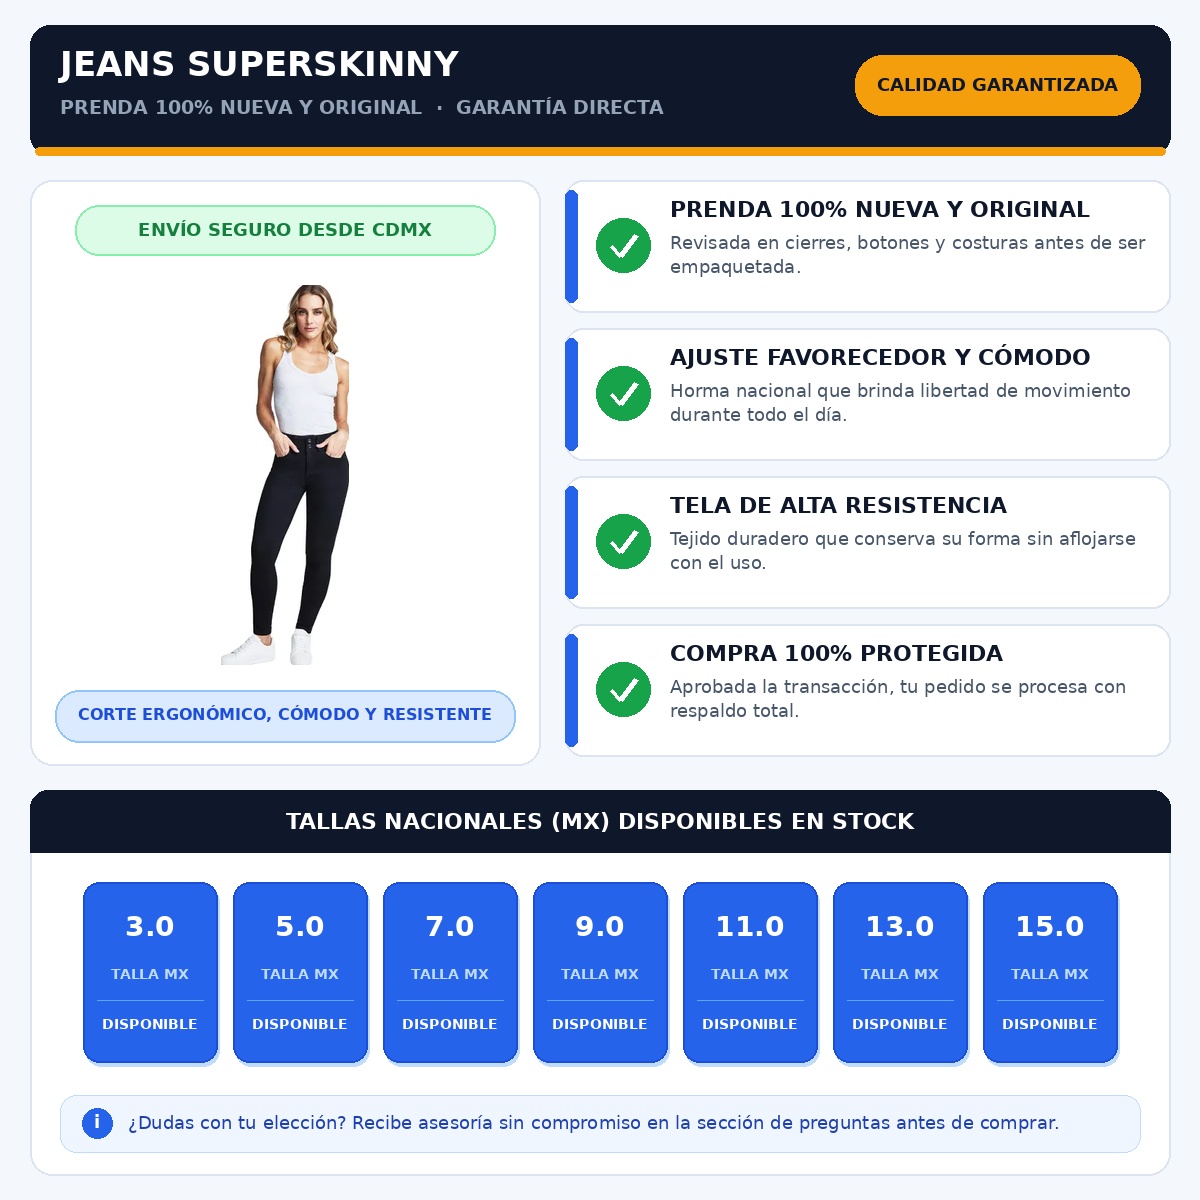 JEANS SUPERSKINNY
PRENDA 100% NUEVA Y ORIGINAL · GARANTÍA DIRECTA
CALIDAD GARANTIZADA
ENVÍO SEGURO DESDE CDMX
CORTE ERGONÓMICO, CÓMODO Y RESISTENTE
PRENDA 100% NUEVA Y ORIGINAL
Revisada en cierres, botones y costuras antes de ser
empaquetada.
AJUSTE FAVORECEDOR Y CÓMODO
Horma nacional que brinda libertad de movimiento
durante todo el día.
TELA DE ALTA RESISTENCIA
Tejido duradero que conserva su forma sin aflojarse
con el uso.
COMPRA 100% PROTEGIDA
Aprobada la transacción, tu pedido se procesa con
respaldo total.
TALLAS NACIONALES (MX) DISPONIBLES EN STOCK
3.0
TALLA MX
DISPONIBLE
5.0
TALLA MX
DISPONIBLE
7.0
TALLA MX
DISPONIBLE
9.0
TALLA MX
DISPONIBLE
11.0
TALLA MX
DISPONIBLE
13.0
TALLA MX
DISPONIBLE
15.0
TALLA MX
DISPONIBLE
i
¿Dudas con tu elección? Recibe asesoría sin compromiso en la sección de preguntas antes de comprar.